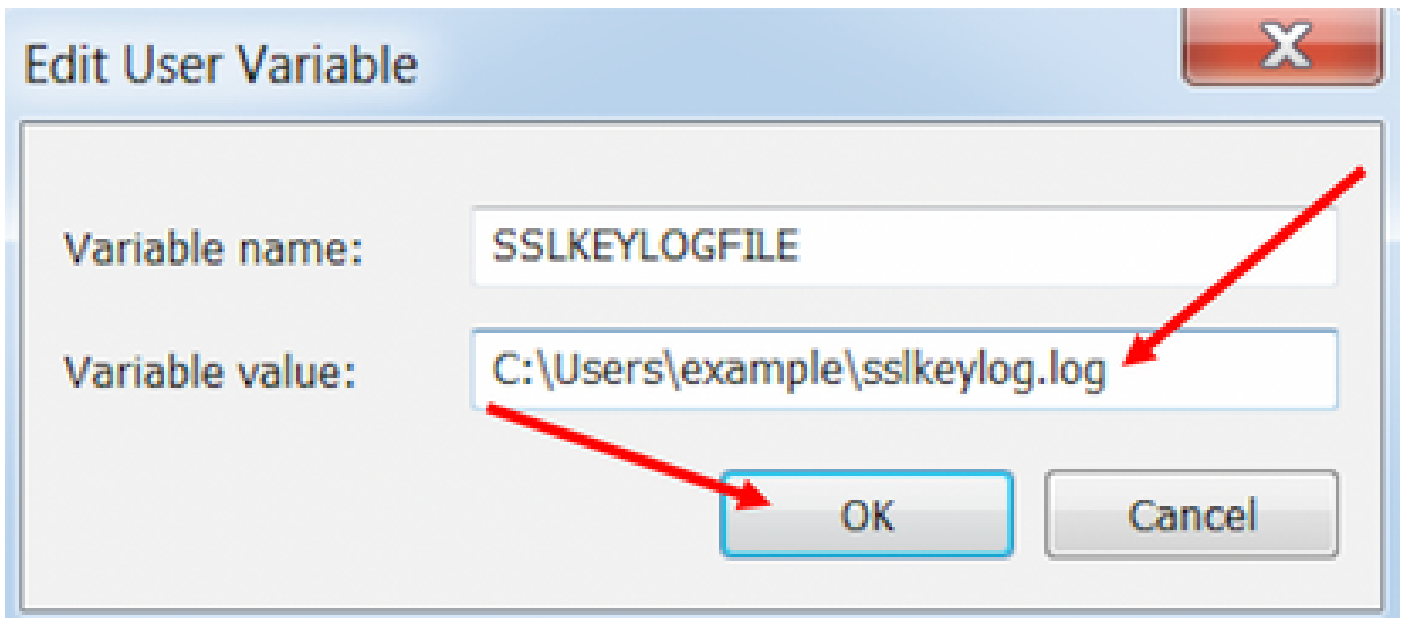 Edit User Variable
Variable name: SSLKEYLOGFILE
Variable value: C:\Users\example\sslkeylog.log
OK Cancel